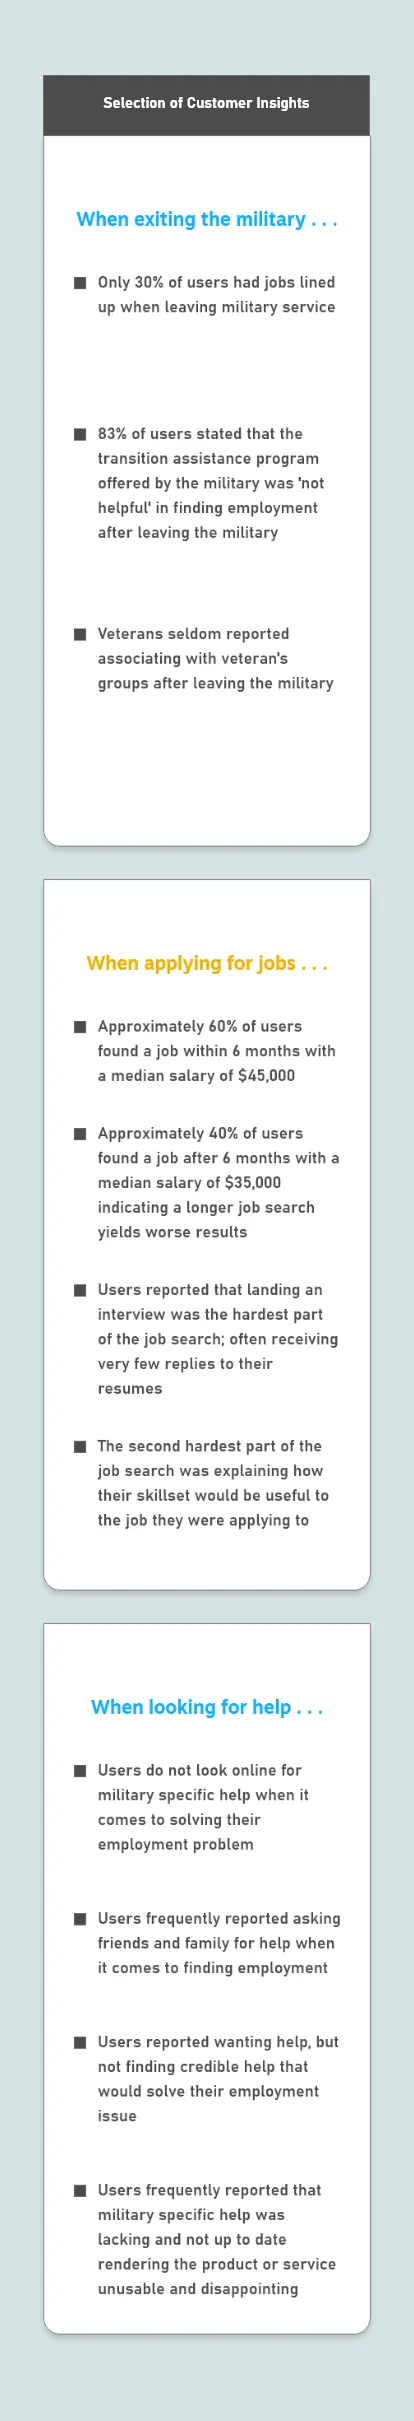 Selection of Customer Insights
When exiting the military . . .
Only 30% of users had jobs lined
up when leaving military service
83% of users stated that the
transition assistance program
offered by the military was 'not
helpful' in finding employment
after leaving the military
Veterans seldom reported
associating with veteran's
groups after leaving the military
When applying for jobs . . .
Approximately 60% of users
found a job within 6 months with
a median salary of $45,000
Approximately 40% of users
found a job after 6 months with a
median salary of $35,000
indicating a longer job search
yields worse results
Users reported that landing an
interview was the hardest part
of the job search; often receiving
very few replies to their
resumes
The second hardest part of the
job search was explaining how
their skillset would be useful to
the job they were applying to
When looking for help . . .
Users do not look online for
military specific help when it
comes to solving their
employment problem
Users frequently reported asking
friends and family for help when
it comes to finding employment
Users reported wanting help, but
not finding credible help that
would solve their employment
issue
Users frequently reported that
military specific help was
lacking and not up to date
rendering the product or service
unusable and disappointing